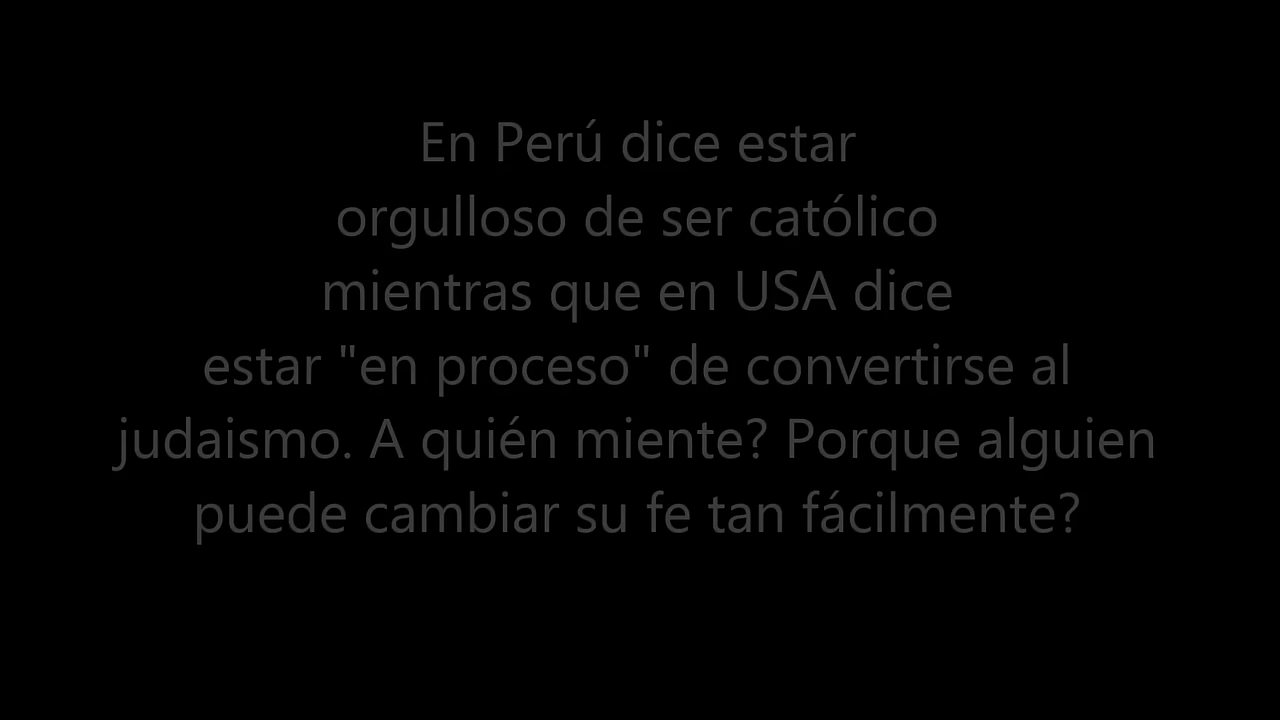 En Perú dice estar
orgulloso de ser católico
mientras que en USA dice
estar "en proceso" de convertirse al
judaismo. A quién miente? Porque alguien
puede cambiar su fe tan fácilmente?